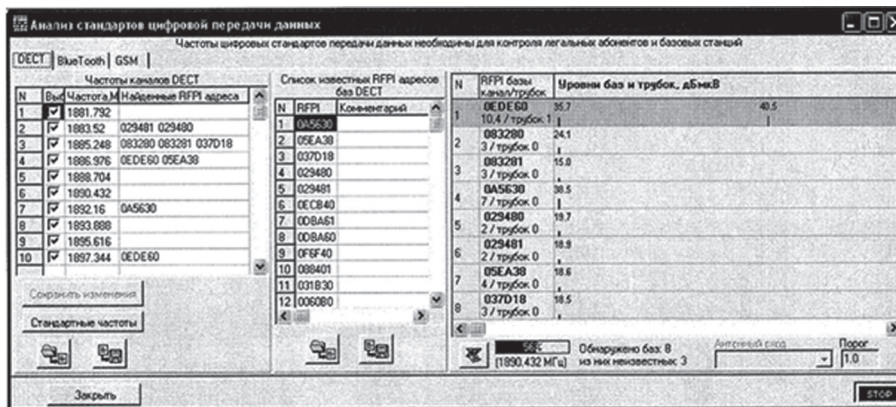 Анализ стандартов цифровой передачи данных
Частоты цифровых стандартов передачи данных необходимы для контроля легальных абонентов и базовых станций
DECT BlueTooth GSM
Частоты каналов DECT
N Выб Частота,М Найденные RFPI адреса
1 1881.792
2 1883.52 029481 029480
3 1885.248 083280 083281 037D18
4 1886.976 0EDE60 05EA38
5 1888.704
6 1890.432
7 1892.16 0A5630
8 1893.888
9 1895.616
10 1897.344 0EDE60
Сохранить изменения
Стандартные частоты
Список известных RFPI адресов
баз DECT
N RFPI Комментарий
1 0A5630
2 05EA38
3 037D18
4 029480
5 029481
6 0ECB40
7 0DBA61
8 0DBA60
9 0F6F40
10 088401
11 031B30
12 0060B0
N RFPI базы канал/трубок Уровни баз и трубок, дБмкВ
1 0EDE60 35.7 40.5
10,4 / трубок 1
2 083280 24.1
3 / трубок 0
3 083281 15.0
3 / трубок 0
4 0A5630 38.5
7 / трубок 0
5 029480 19.7
2 / трубок 0
6 029481 18.9
2 / трубок 0
7 05EA38 18.6
4 / трубок 0
8 037D18 18.5
3 / трубок 0
(1890.432 МГц)
Обнаружено баз: 8
из них неизвестных: 3
Антенный вход
Порог
1.0
Закрыть
STOP